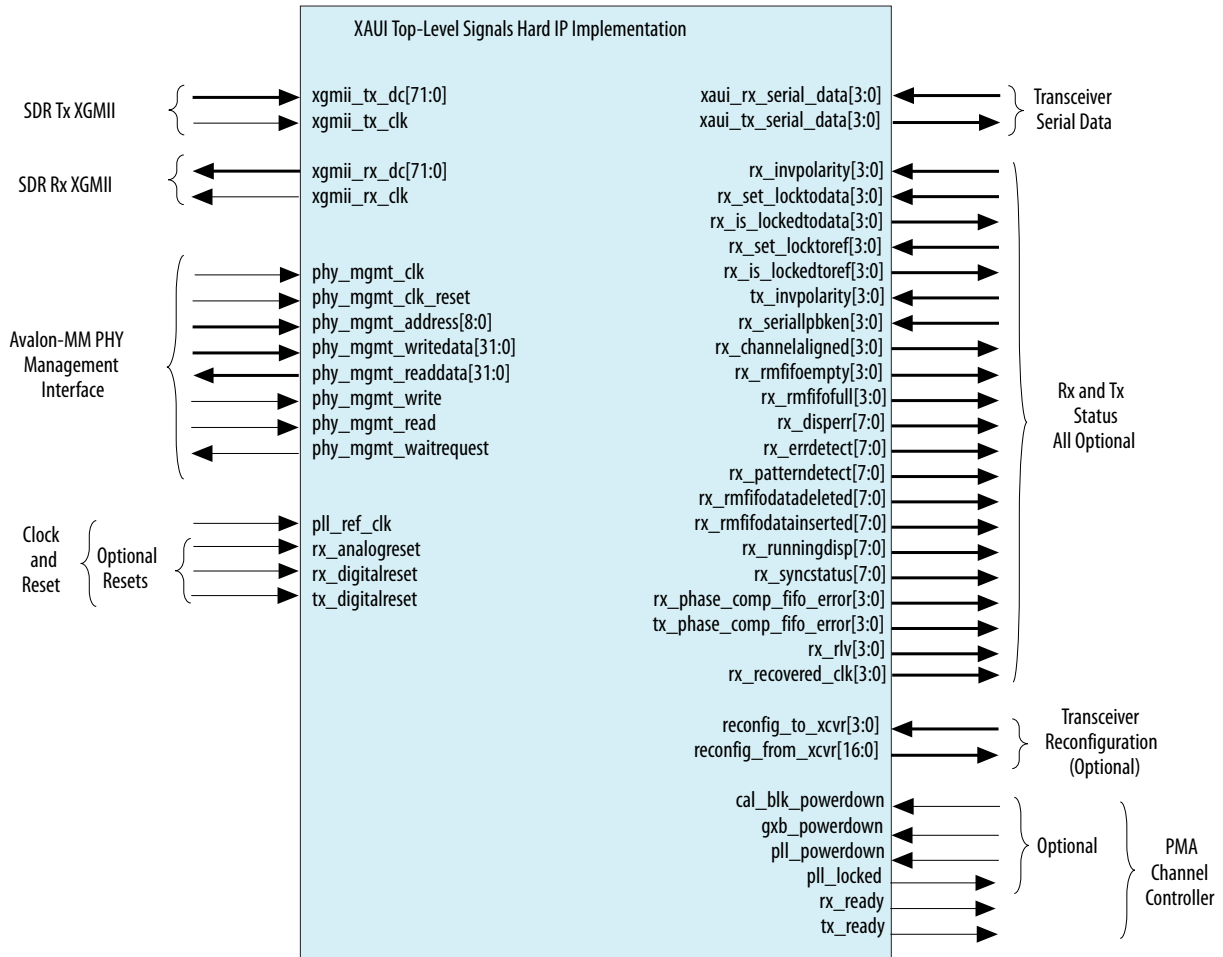 XAUI Top-Level Signals Hard IP Implementation
SDR Tx XGMII
xgmii_tx_dc[71:0]
xgmii_tx_clk
SDR Rx XGMII
xgmii_rx_dc[71:0]
xgmii_rx_clk
Avalon-MM PHY
Management
Interface
phy_mgmt_clk
phy_mgmt_clk_reset
phy_mgmt_address[8:0]
phy_mgmt_writedata[31:0]
phy_mgmt_readdata[31:0]
phy_mgmt_write
phy_mgmt_read
phy_mgmt_waitrequest
Clock
and
Reset
Optional
Resets
pll_ref_clk
rx_analogreset
rx_digitalreset
tx_digitalreset
xaui_rx_serial_data[3:0]
xaui_tx_serial_data[3:0]
Transceiver
Serial Data
rx_invpolarity[3:0]
rx_set_locktodata[3:0]
rx_is_lockedtodata[3:0]
rx_set_locktoref[3:0]
rx_is_lockedtoref[3:0]
tx_invpolarity[3:0]
rx_seriallpbken[3:0]
rx_channelaligned[3:0]
rx_rmfifoempty[3:0]
rx_rmfifofull[3:0]
rx_disperr[7:0]
rx_errdetect[7:0]
rx_patterndetect[7:0]
rx_rmfifodatadeleted[7:0]
rx_rmfifodatainserted[7:0]
rx_runningdisp[7:0]
rx_syncstatus[7:0]
rx_phase_comp_fifo_error[3:0]
tx_phase_comp_fifo_error[3:0]
rx_rlv[3:0]
rx_recovered_clk[3:0]
Rx and Tx
Status
All Optional
reconfig_to_xcvr[3:0]
reconfig_from_xcvr[16:0]
Transceiver
Reconfiguration
(Optional)
cal_blk_powerdown
gxb_powerdown
pll_powerdown
pll_locked
rx_ready
tx_ready
Optional
PMA
Channel
Controller